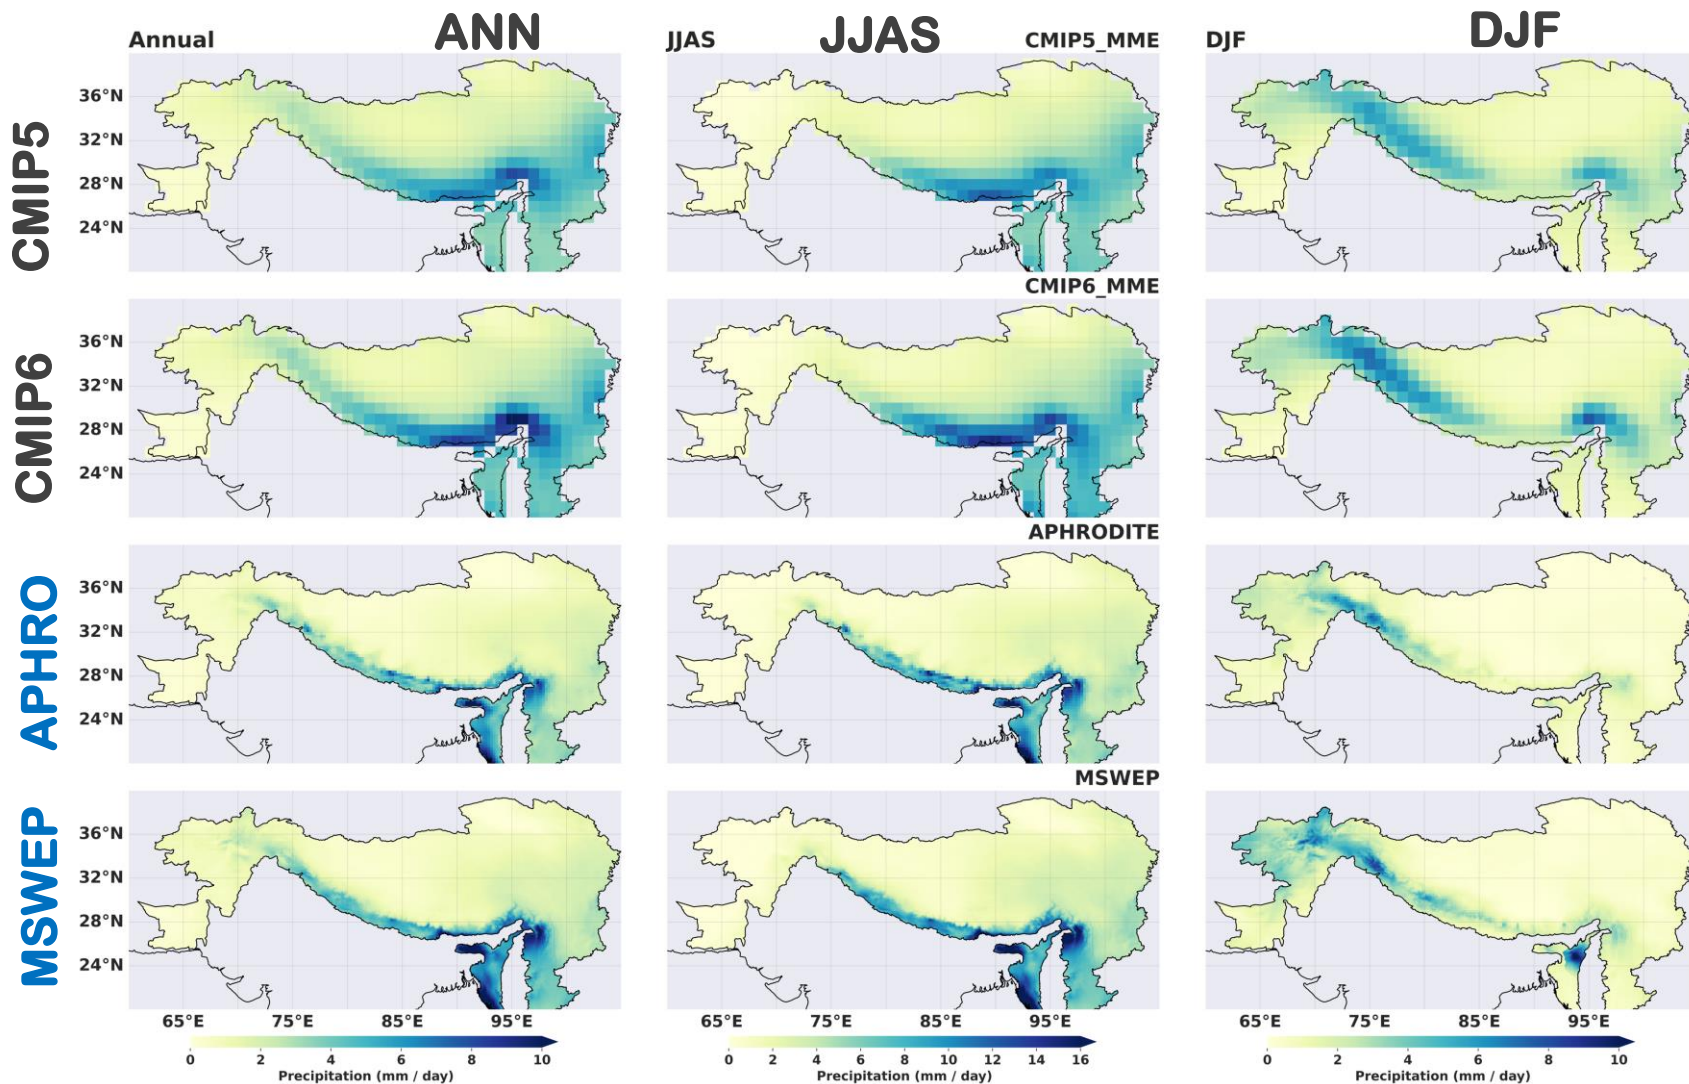 ANN
JJAS
DJF
Annual
JJAS
CMIP5_MME
DJF
CMIP5
36°N
32°N
28°N
24°N
CMIP6_MME
CMIP6
36°N
32°N
28°N
24°N
APHRODITE
APHRO
36°N
32°N
28°N
24°N
MSWEP
MSWEP
36°N
32°N
28°N
24°N
65°E 75°E 85°E 95°E
65°E 75°E 85°E 95°E
65°E 75°E 85°E 95°E
0 2 4 6 8 10
Precipitation (mm / day)
0 2 4 6 8 10 12 14 16
Precipitation (mm / day)
0 2 4 6 8 10
Precipitation (mm / day)